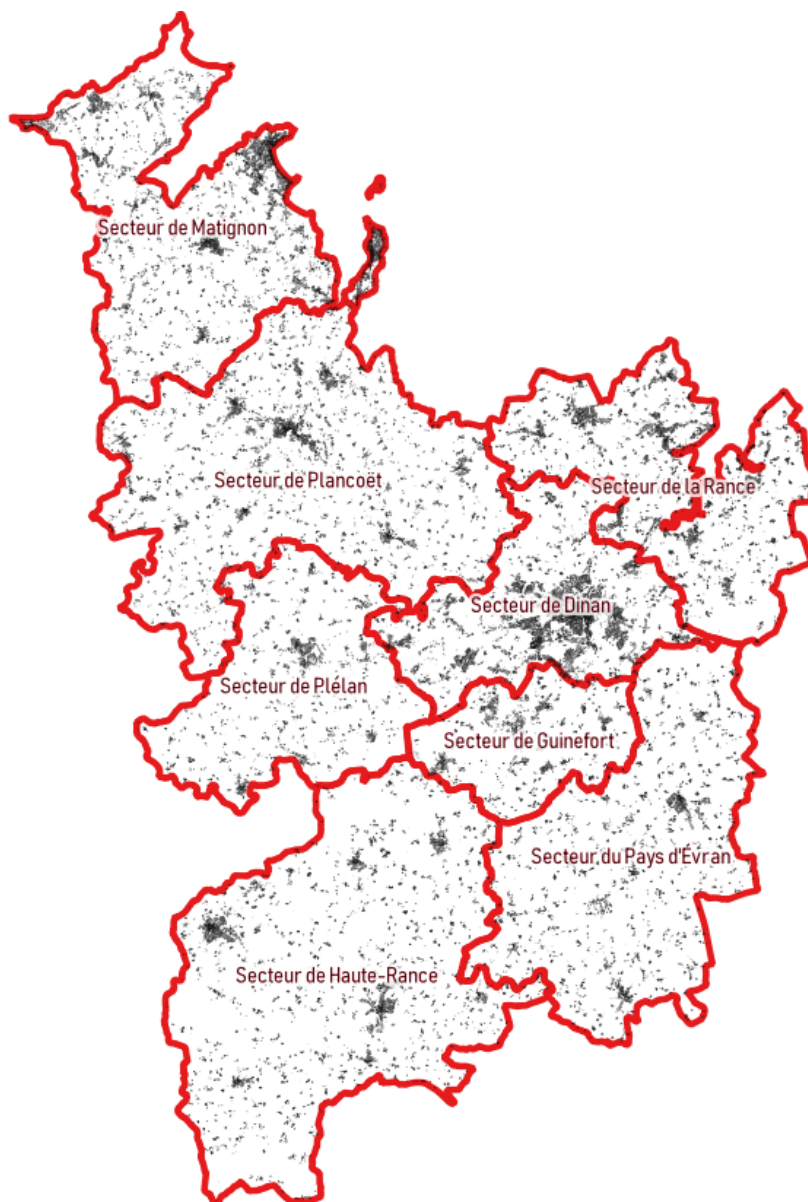 Secteur de Matignon
Secteur de Plancoët
Secteur de la Rance
Secteur de Dinan
Secteur de Plélan
Secteur de Guinefort
Secteur du Pays d'Évran
Secteur de Haute-Rance